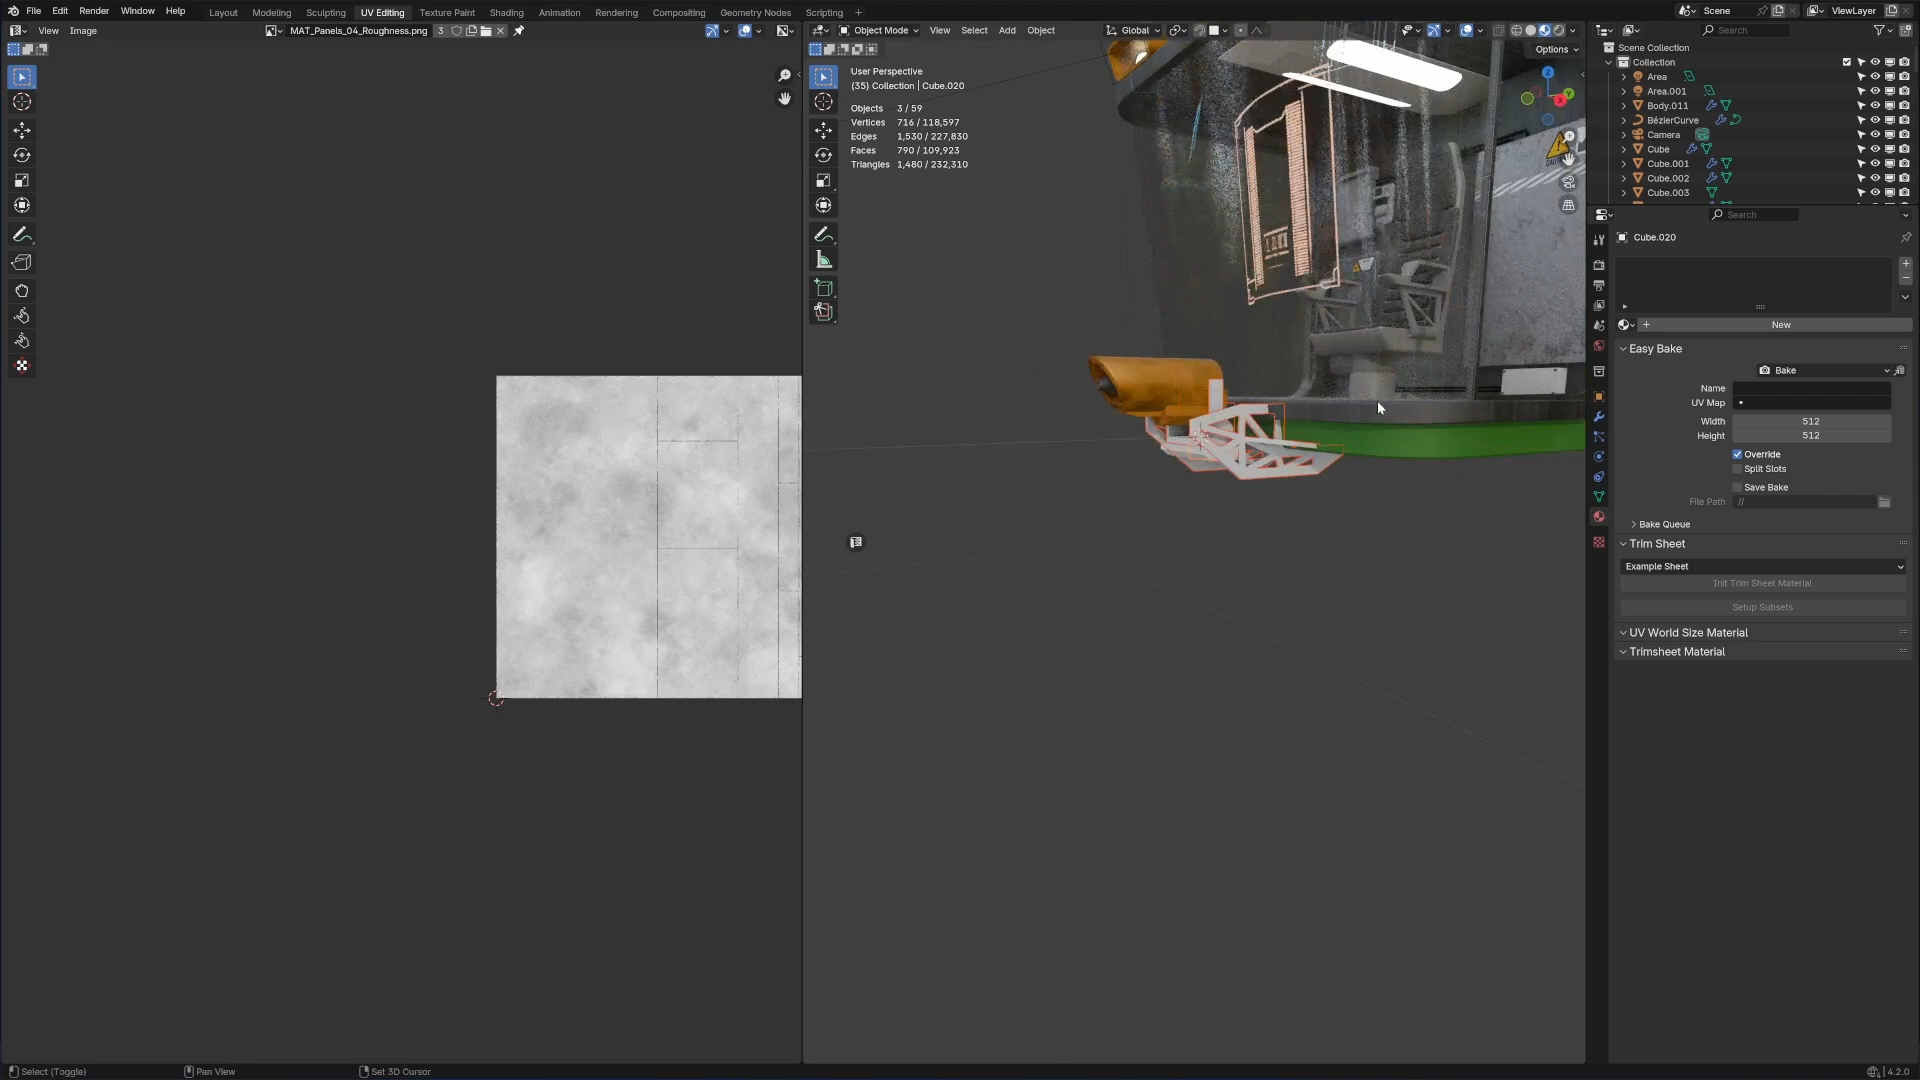 File Edit Render Window Help Layout Modeling Sculpting UV Editing Texture Paint Shading Animation Rendering Compositing Geometry Nodes Scripting + Scene ViewLayer
View Image MAT_Panels_04_Roughness.png 3
Object Mode View Select Add Object Global
Search
Options
User Perspective
(35) Collection | Cube.020
Objects 3 / 59
Vertices 716 / 118,597
Edges 1,530 / 227,830
Faces 790 / 109,923
Triangles 1,480 / 232,310
Scene Collection
Collection
Area
Area.001
Body.011
BézierCurve
Camera
Cube
Cube.001
Cube.002
Cube.003
Search
Cube.020
New
Easy Bake
Bake
Name
UV Map
Width 512
Height 512
Override
Split Slots
Save Bake
File Path //
Bake Queue
Trim Sheet
Example Sheet
Init Trim Sheet Material
Setup Subsets
UV World Size Material
Trimsheet Material
Select (Toggle) Pan View Set 3D Cursor 4.2.0